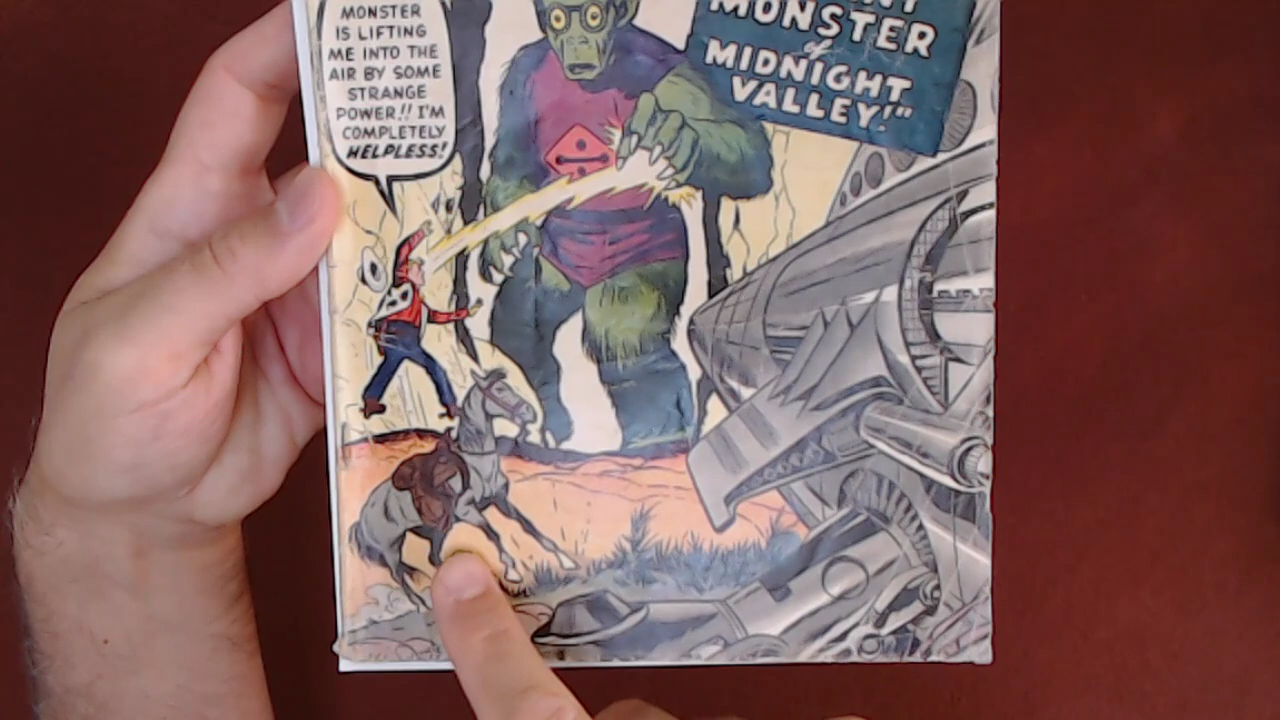 MONSTER
IS LIFTING
ME INTO THE
AIR BY SOME
STRANGE
POWER!! I'M
COMPLETELY
HELPLESS!
MONSTER
of
MIDNIGHT
VALLEY!"